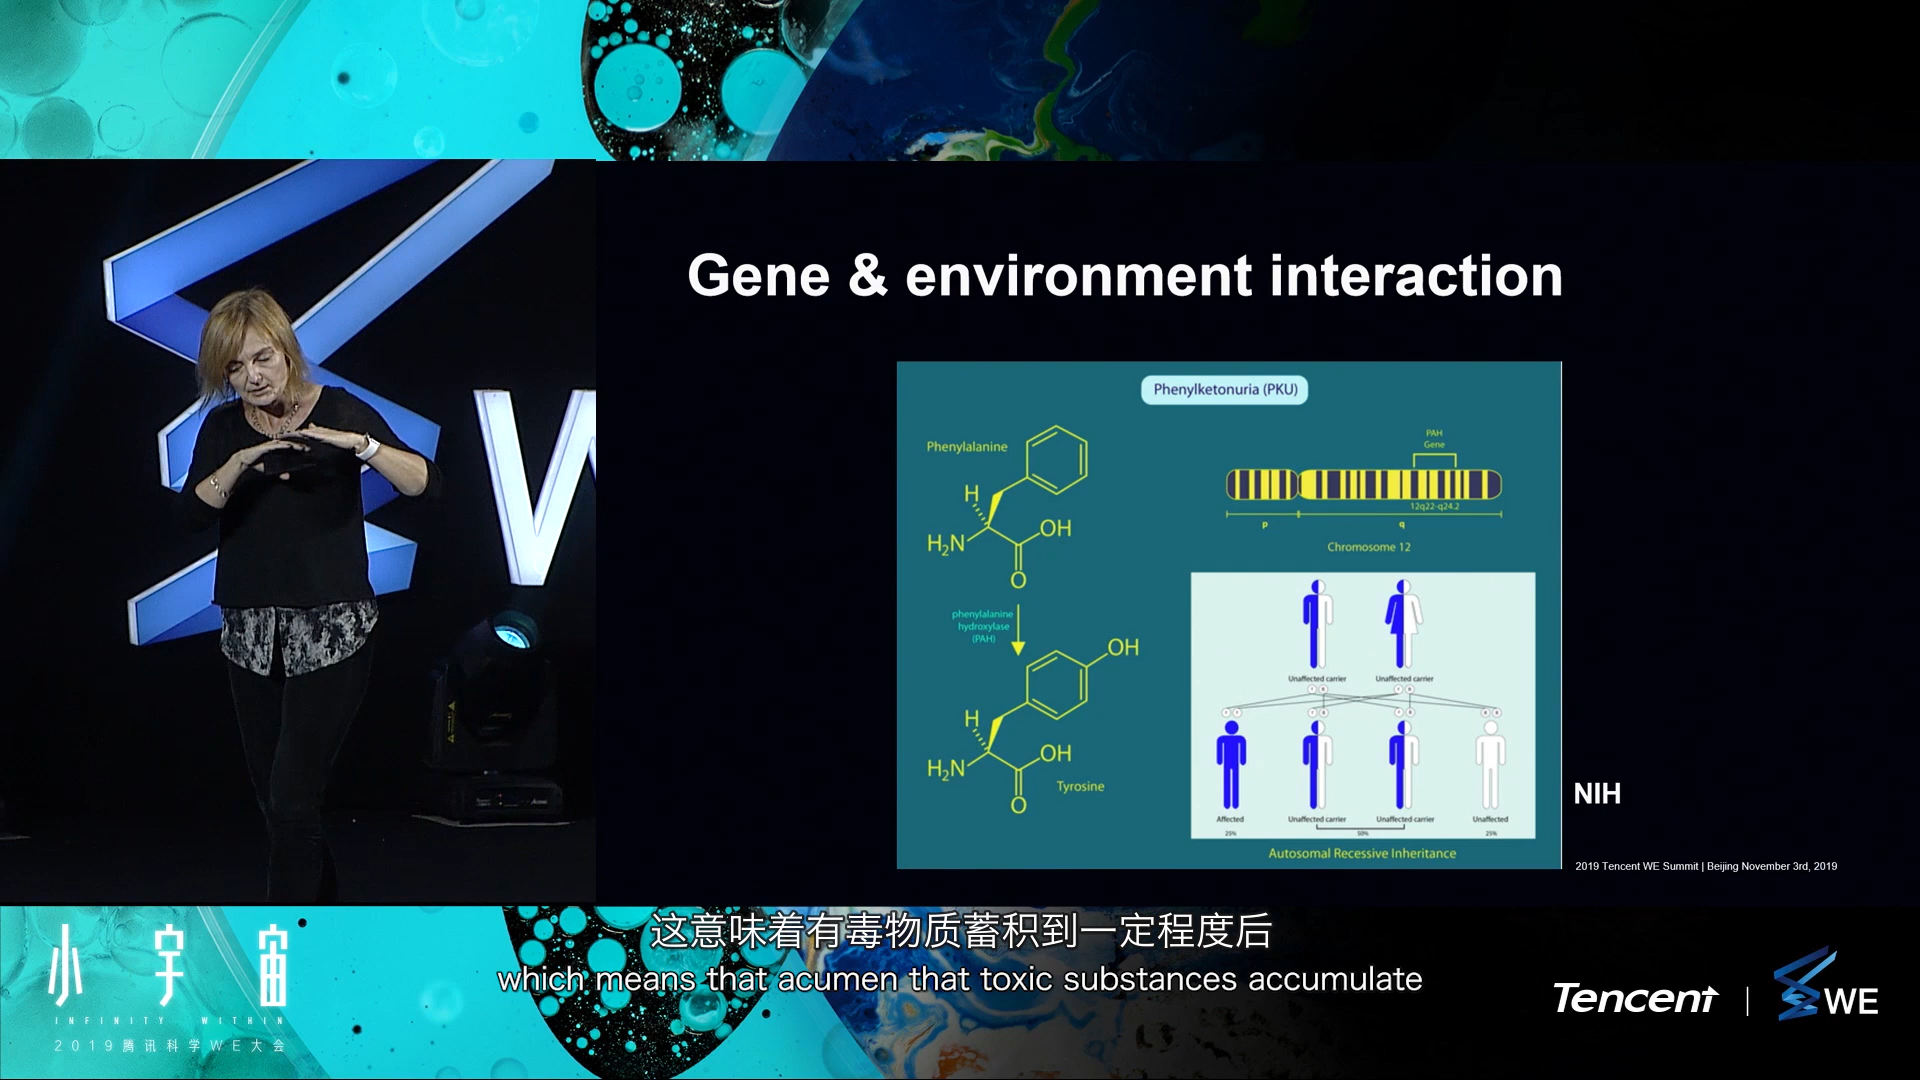 Gene & environment interaction
Phenylketonuria (PKU)
Phenylalanine
H
H₂N
OH
O
phenylalanine
hydroxylase
(PAH)
OH
H
H₂N
OH
O
Tyrosine
PAH
Gene
12q22-q24.2
p
q
Chromosome 12
Unaffected carrier
Unaffected carrier
Affected
Unaffected carrier
Unaffected carrier
Unaffected
25%
50%
25%
Autosomal Recessive Inheritance
NIH
2019 Tencent WE Summit | Beijing November 3rd, 2019
W
小宇宙
INFINITY WITHIN
2019腾讯科学WE大会
这意味着有毒物质蓄积到一定程度后
which means that acumen that toxic substances accumulate
Tencent | WE